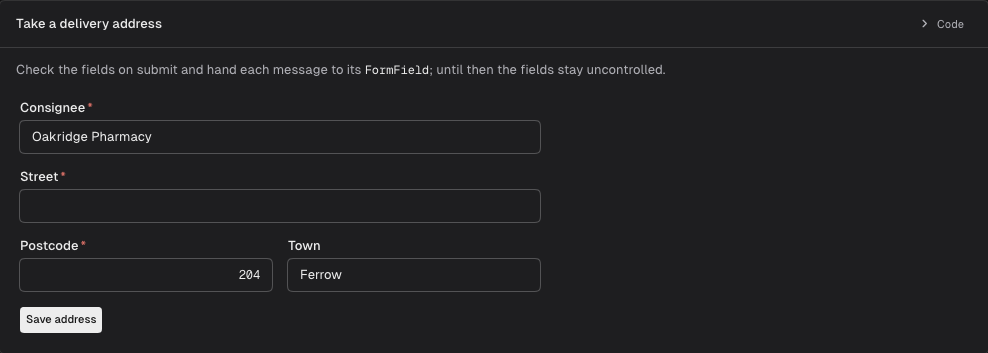 Take a delivery address
Code
Check the fields on submit and hand each message to its FormField; until then the fields stay uncontrolled.
Consignee*
Oakridge Pharmacy
Street*
Postcode* Town
204 Ferrow
Save address